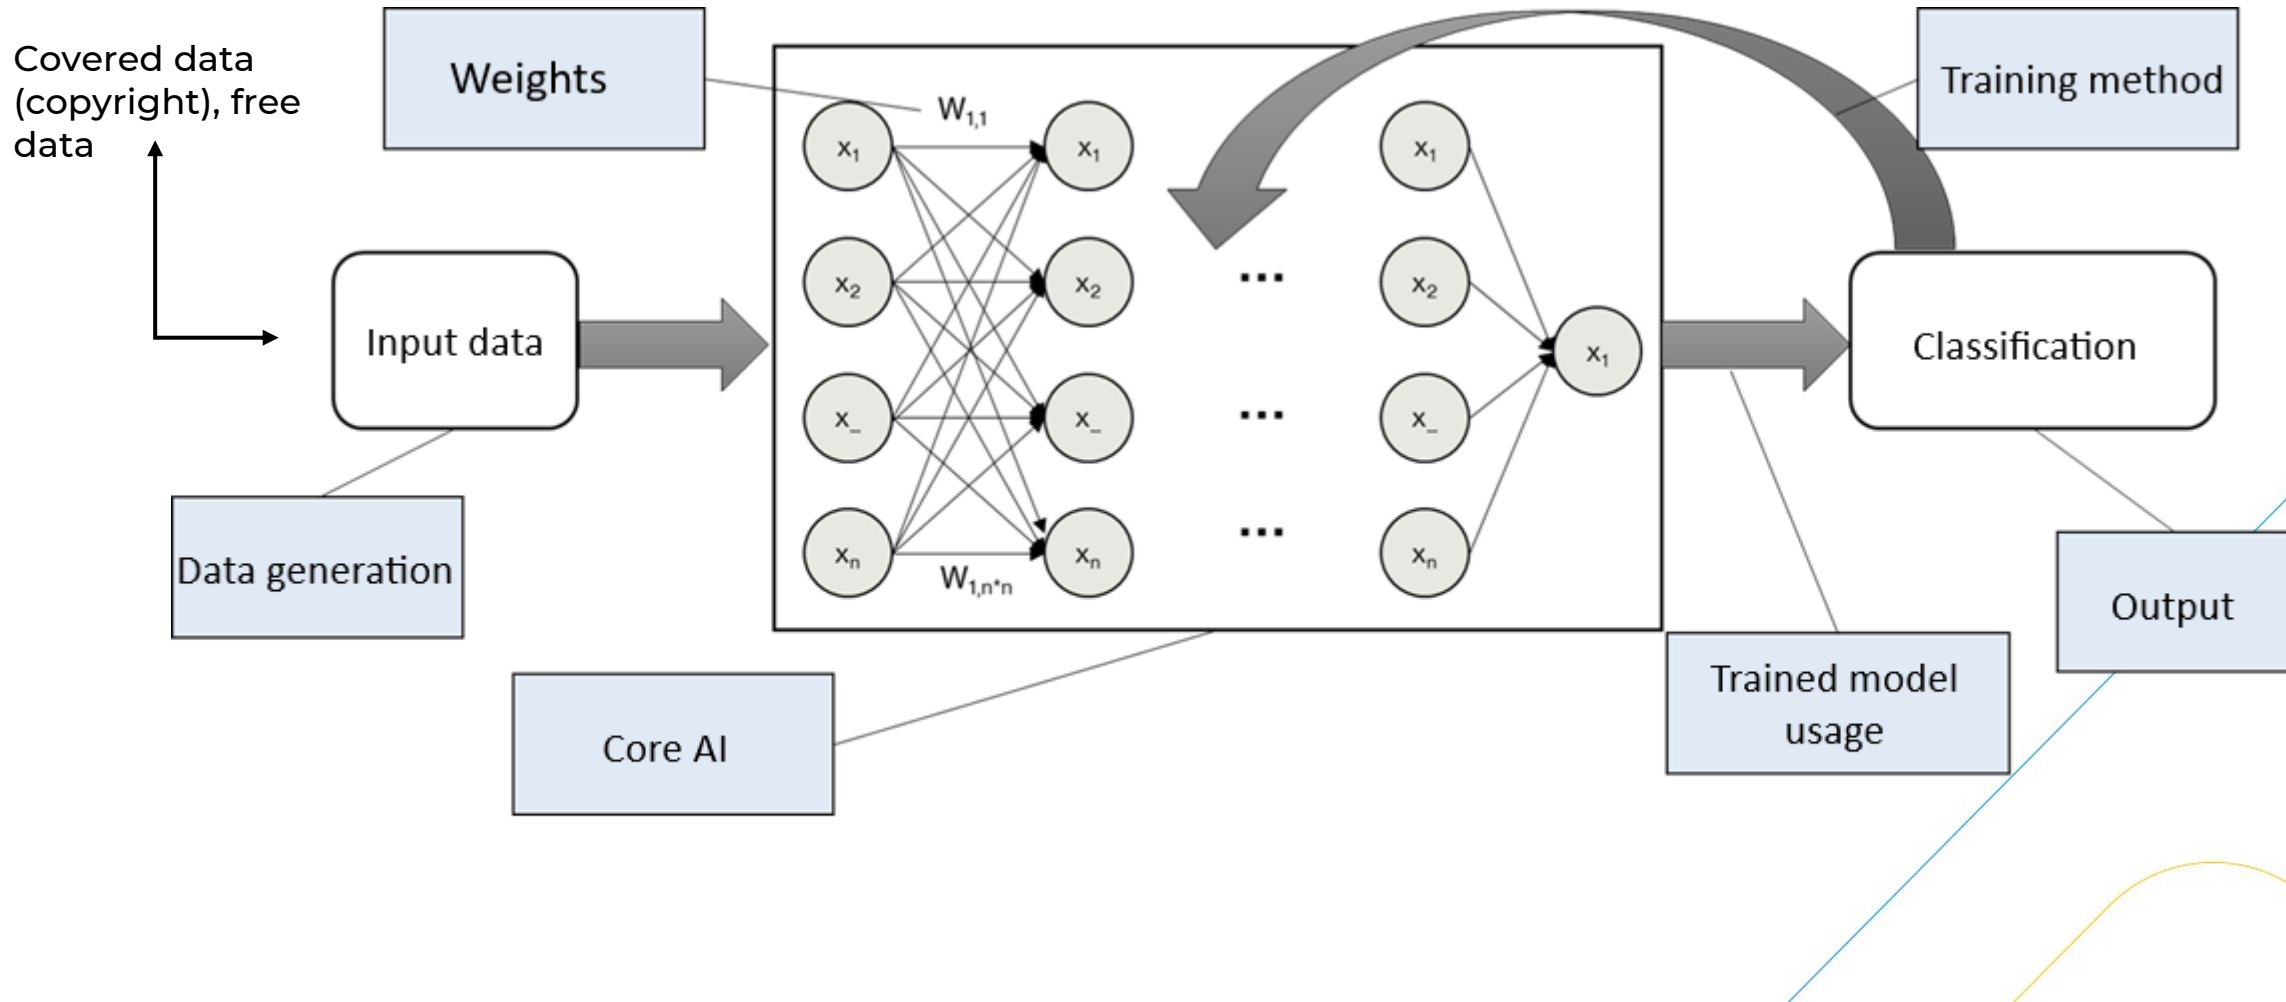 Covered data
(copyright), free
data
Weights
Training method
W1,1
x1
x1
x1
x2
x2
...
x2
Input data
x1
Classification
x_
x_
...
x_
xn
xn
...
xn
W1,n*n
Data generation
Output
Trained model
usage
Core AI